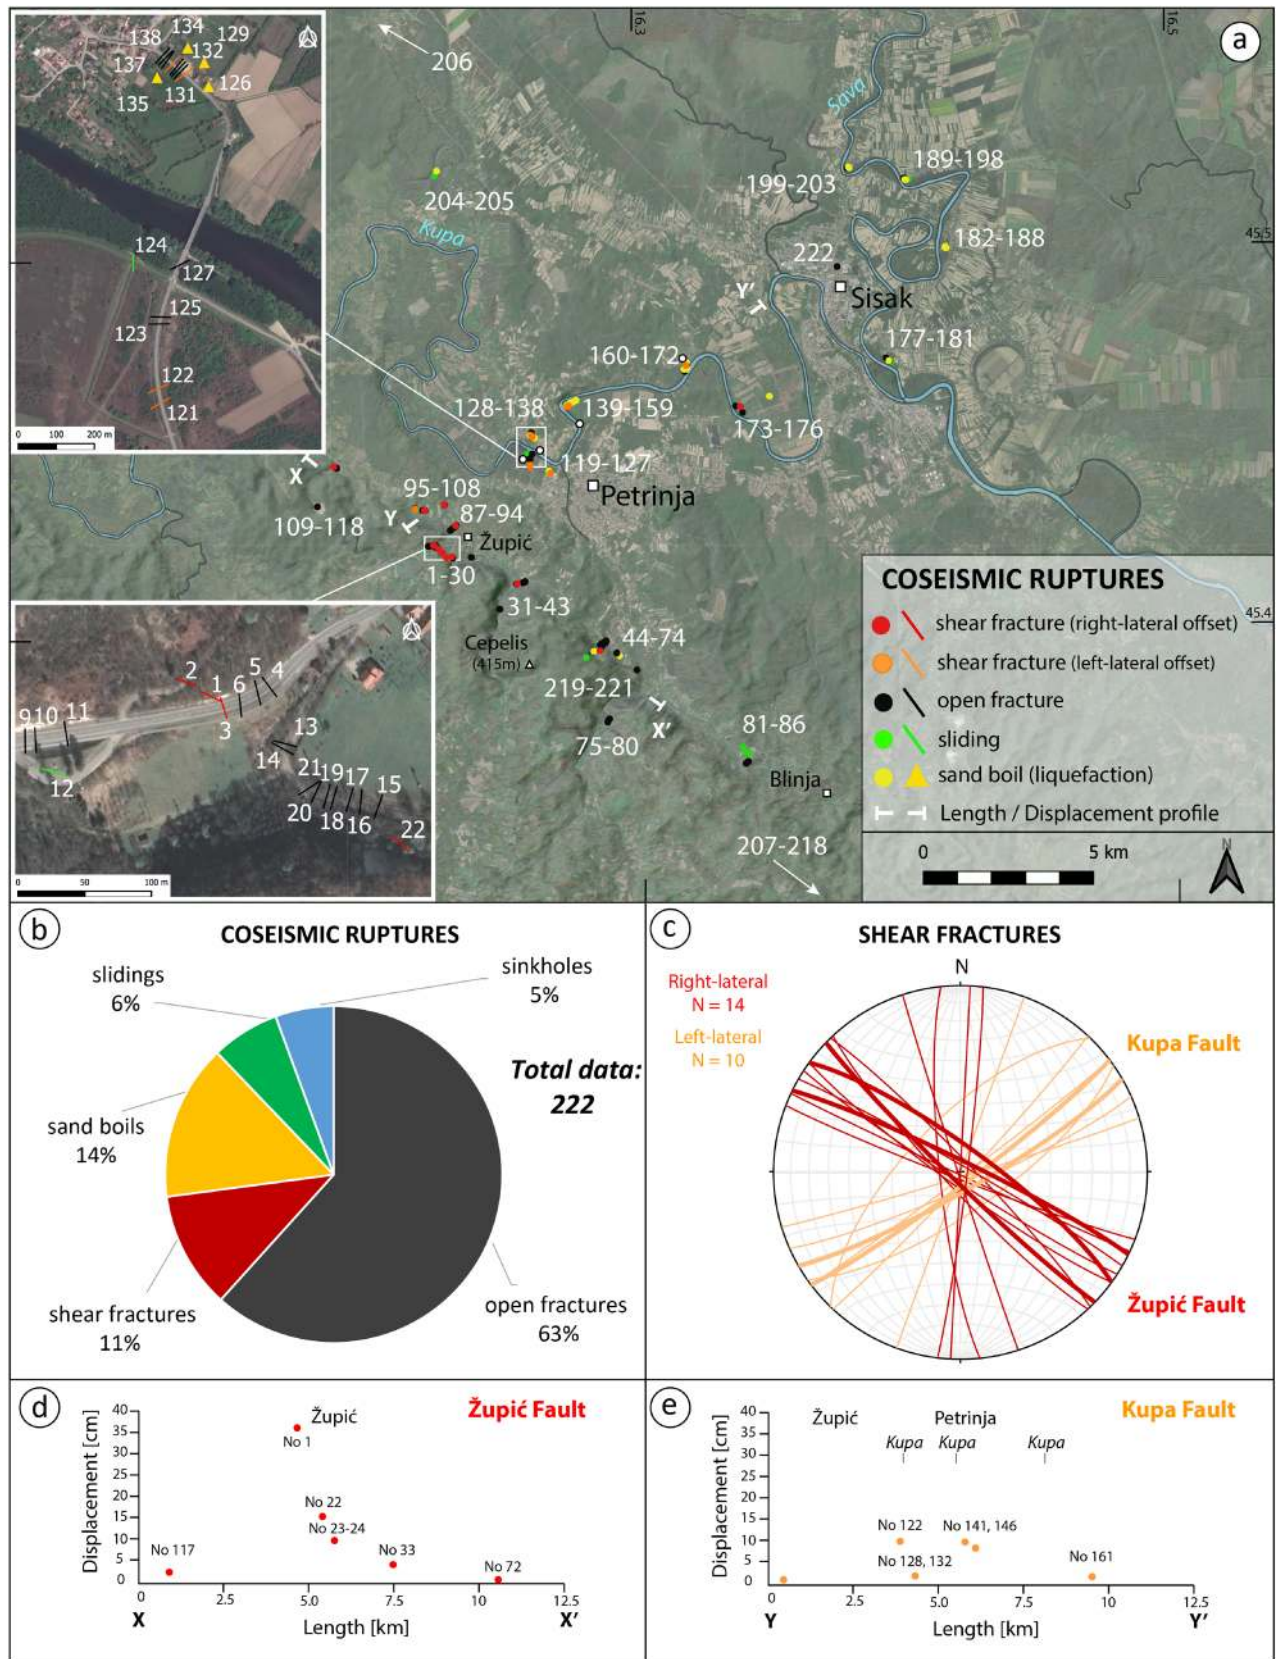 a
16.3
16.5
45.5
45.4
206
Sava
Kupa
204-205
199-203
189-198
182-188
222
Sisak
Y'
177-181
160-172
173-176
128-138
139-159
119-127
Petrinja
X
109-118
95-108
Y
87-94
Župić
1-30
31-43
Cepelis
(415m)
44-74
219-221
75-80
X'
81-86
Blinja
207-218
138
134
129
132
137
135
131
126
124
127
125
123
122
121
0 100 200 m
2
1
6
5
4
3
9
10
11
12
13
14
21
19
17
15
20
18
16
22
0 50 100 m
COSEISMIC RUPTURES
shear fracture (right-lateral offset)
shear fracture (left-lateral offset)
open fracture
sliding
sand boil (liquefaction)
Length / Displacement profile
0 5 km
N
b
COSEISMIC RUPTURES
slidings
6%
sinkholes
5%
Total data:
222
sand boils
14%
shear fractures
11%
open fractures
63%
c
SHEAR FRACTURES
N
Right-lateral
N = 14
Left-lateral
N = 10
Kupa Fault
Župić Fault
d
Župić Fault
Displacement [cm]
40
35
30
25
20
15
10
5
0
Župić
No 1
No 22
No 23-24
No 33
No 72
No 117
0 2.5 5.0 7.5 10 12.5
X Length [km] X'
e
Kupa Fault
Displacement [cm]
40
35
30
25
20
15
10
5
0
Župić Petrinja
Kupa Kupa Kupa
No 122
No 141, 146
No 128, 132
No 161
0 2.5 5.0 7.5 10 12.5
Y Length [km] Y'